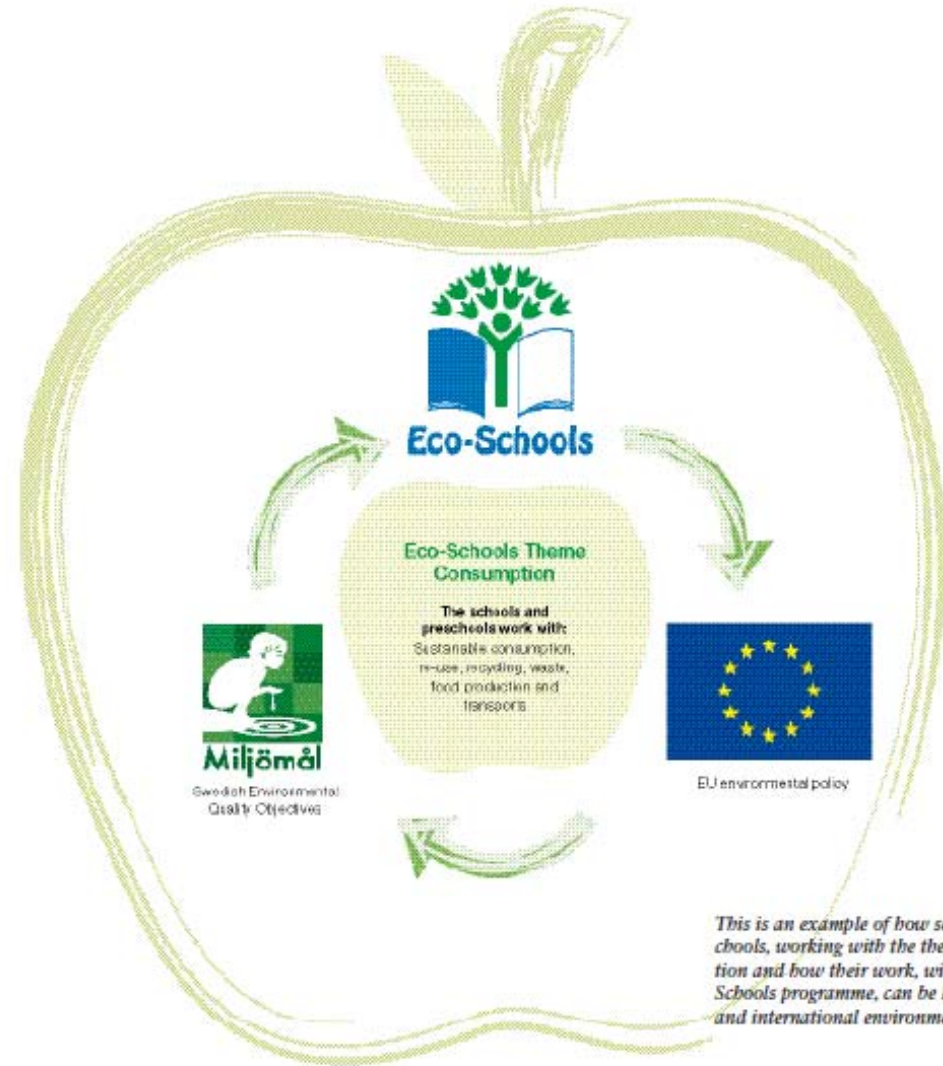 Eco-Schools
Eco-Schools Theme
Consumption
The schools and
preschools work with:
Sustainable consumption,
re-use, recycling, waste,
food production and
transports
Miljömål
Swedish Environmental
Quality Objectives
EU environmental policy
This is an example of how
chools, working with the
tion and how their work,
Schools programme, can be
and international